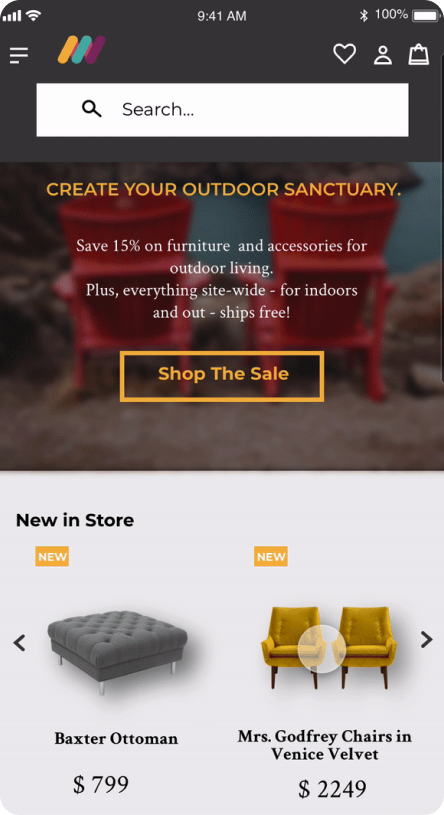 9:41 AM 100%
Search...
CREATE YOUR OUTDOOR SANCTUARY.
Save 15% on furniture and accessories for
outdoor living.
Plus, everything site-wide - for indoors
and out - ships free!
Shop The Sale
New in Store
NEW NEW
Baxter Ottoman
$ 799
Mrs. Godfrey Chairs in
Venice Velvet
$ 2249